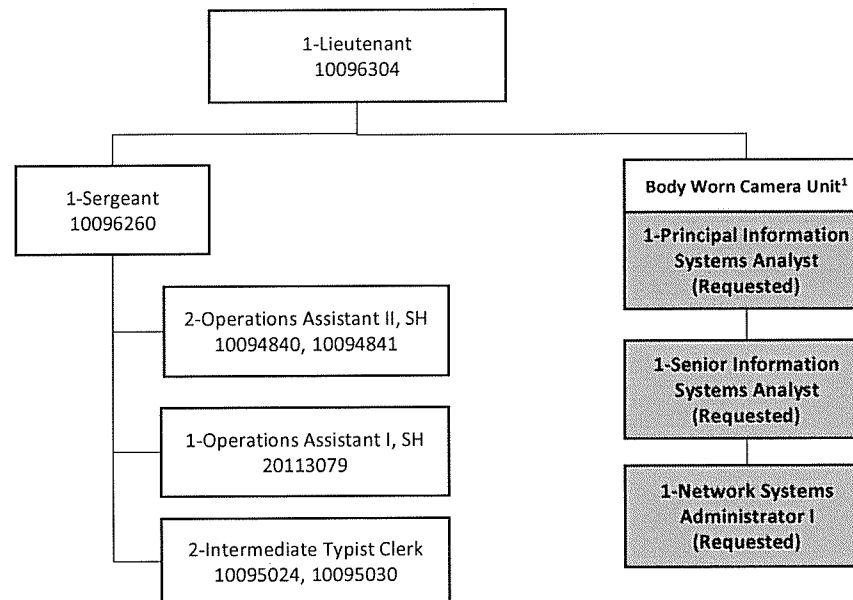 1-Lieutenant
10096304
1-Sergeant
10096260
2-Operations Assistant II, SH
10094840, 10094841
1-Operations Assistant I, SH
20113079
2-Intermediate Typist Clerk
10095024, 10095030
Body Worn Camera Unit¹
1-Principal Information
Systems Analyst
(Requested)
1-Senior Information
Systems Analyst
(Requested)
1-Network Systems
Administrator I
(Requested)